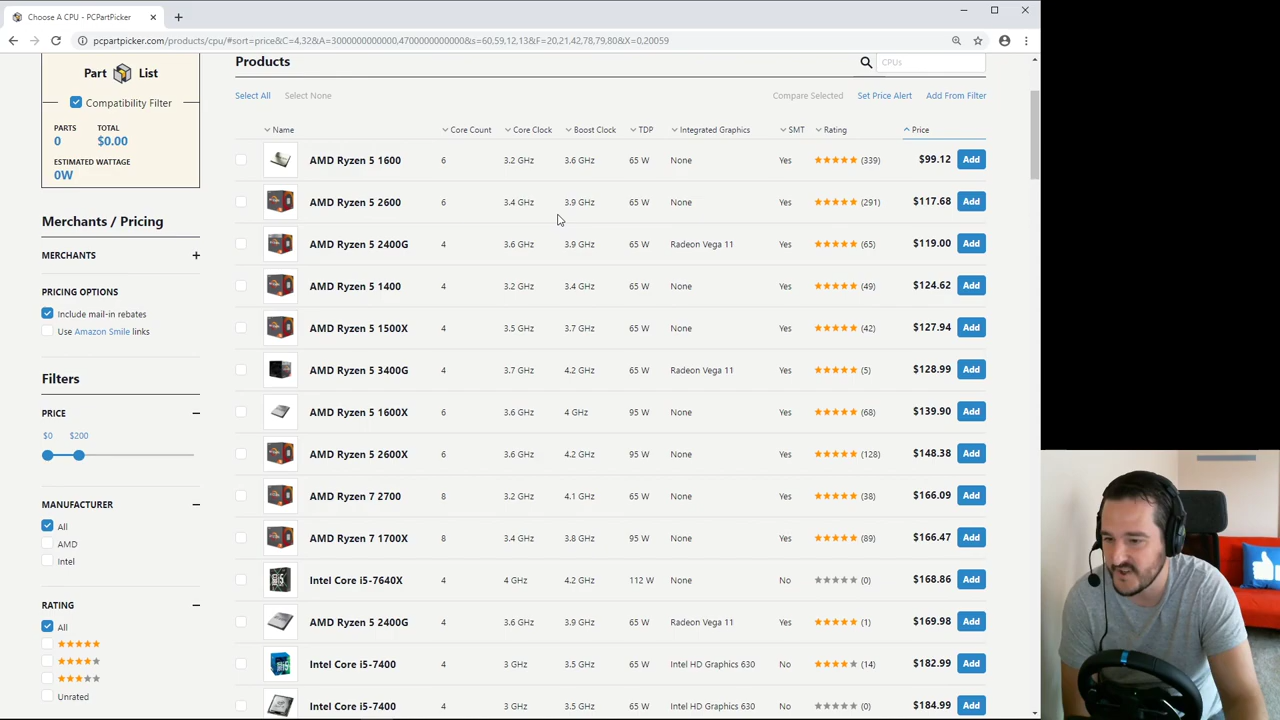 Choose A CPU - PCPartPicker
pcpartpicker.com/products/cpu/#sort=price&C=4,32&A=3000000000000,4700000000000&s=60,59,12,13&F=20,21,42,78,79,80&X=0,20059
Part List
Compatibility Filter
PARTS TOTAL
0 $0.00
ESTIMATED WATTAGE
0W
Merchants / Pricing
MERCHANTS +
PRICING OPTIONS
Include mail-in rebates
Use Amazon Smile links
Filters
PRICE
$0 $200
MANUFACTURER
All
AMD
Intel
RATING
All
Unrated
Products
CPUs
Select All Select None Compare Selected Set Price Alert Add From Filter
Name Core Count Core Clock Boost Clock TDP Integrated Graphics SMT Rating Price
AMD Ryzen 5 1600 6 3.2 GHz 3.6 GHz 65 W None Yes (339) $99.12 Add
AMD Ryzen 5 2600 6 3.4 GHz 3.9 GHz 65 W None Yes (291) $117.68 Add
AMD Ryzen 5 2400G 4 3.6 GHz 3.9 GHz 65 W Radeon Vega 11 Yes (65) $119.00 Add
AMD Ryzen 5 1400 4 3.2 GHz 3.4 GHz 65 W None Yes (49) $124.62 Add
AMD Ryzen 5 1500X 4 3.5 GHz 3.7 GHz 65 W None Yes (42) $127.94 Add
AMD Ryzen 5 3400G 4 3.7 GHz 4.2 GHz 65 W Radeon Vega 11 Yes (5) $128.99 Add
AMD Ryzen 5 1600X 6 3.6 GHz 4 GHz 95 W None Yes (68) $139.90 Add
AMD Ryzen 5 2600X 6 3.6 GHz 4.2 GHz 95 W None Yes (128) $148.38 Add
AMD Ryzen 7 2700 8 3.2 GHz 4.1 GHz 65 W None Yes (38) $166.09 Add
AMD Ryzen 7 1700X 8 3.4 GHz 3.8 GHz 95 W None Yes (89) $166.47 Add
Intel Core i5-7640X 4 4 GHz 4.2 GHz 112 W None No (0) $168.86 Add
AMD Ryzen 5 2400G 4 3.6 GHz 3.9 GHz 65 W Radeon Vega 11 Yes (1) $169.98 Add
Intel Core i5-7400 4 3 GHz 3.5 GHz 65 W Intel HD Graphics 630 No (14) $182.99 Add
Intel Core i5-7400 4 3 GHz 3.5 GHz 65 W Intel HD Graphics 630 No (0) $184.99 Add